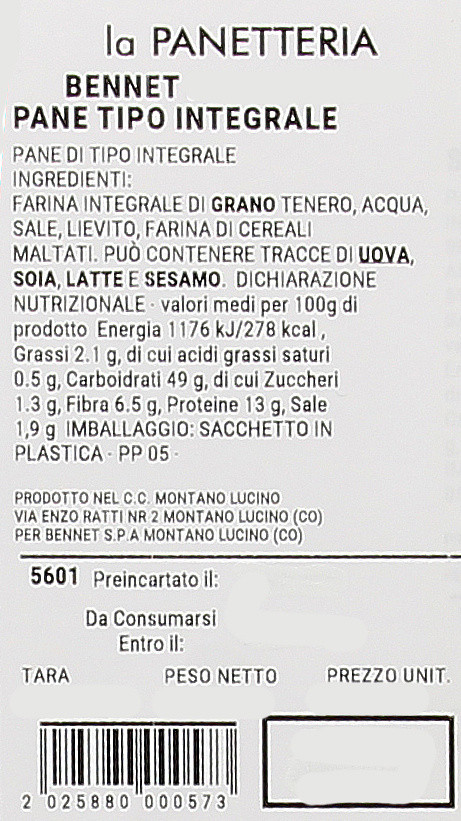 la PANETTERIA
BENNET
PANE TIPO INTEGRALE
PANE DI TIPO INTEGRALE
INGREDIENTI:
FARINA INTEGRALE DI GRANO TENERO, ACQUA,
SALE, LIEVITO, FARINA DI CEREALI
MALTATI. PUÒ CONTENERE TRACCE DI UOVA,
SOIA, LATTE E SESAMO. DICHIARAZIONE
NUTRIZIONALE - valori medi per 100g di
prodotto Energia 1176 kJ/278 kcal,
Grassi 2.1 g, di cui acidi grassi saturi
0.5 g, Carboidrati 49 g, di cui Zuccheri
1.3 g, Fibra 6.5 g, Proteine 13 g, Sale
1,9 g IMBALLAGGIO: SACCHETTO IN
PLASTICA - PP 05 -
PRODOTTO NEL C.C. MONTANO LUCINO
VIA ENZO RATTI NR 2 MONTANO LUCINO (CO)
PER BENNET S.P.A MONTANO LUCINO (CO)
5601 Preincartato il:
Da Consumarsi
Entro il:
TARA PESO NETTO PREZZO UNIT.
2 025880 000573